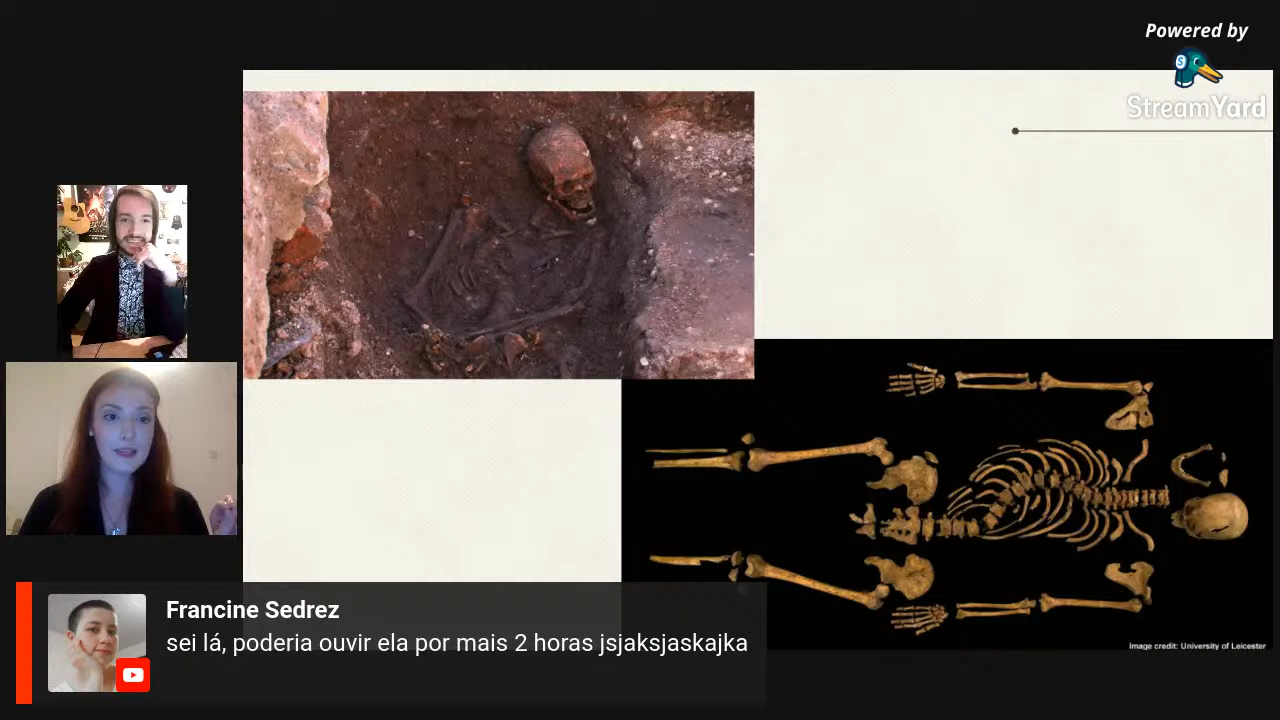 Powered by
StreamYard
Image credit: University of Leicester
Francine Sedrez
sei lá, poderia ouvir ela por mais 2 horas jsjaksjaskajka